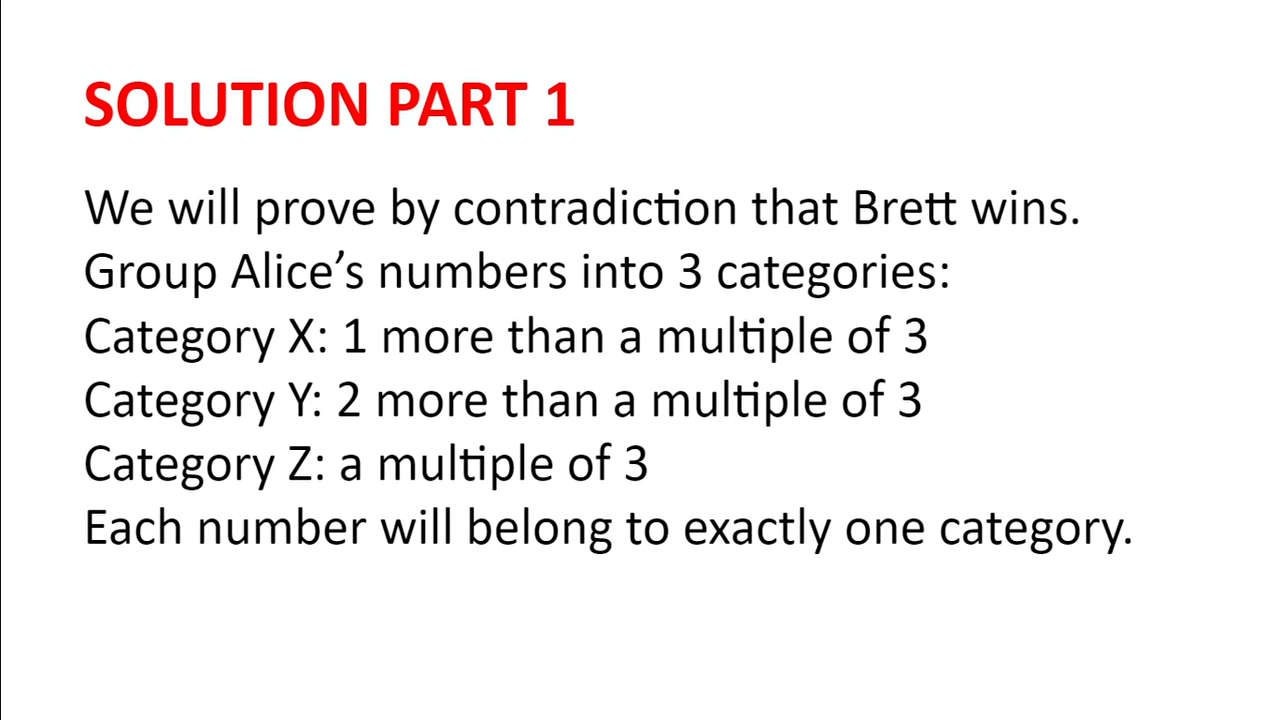 SOLUTION PART 1
We will prove by contradiction that Brett wins.
Group Alice’s numbers into 3 categories:
Category X: 1 more than a multiple of 3
Category Y: 2 more than a multiple of 3
Category Z: a multiple of 3
Each number will belong to exactly one category.